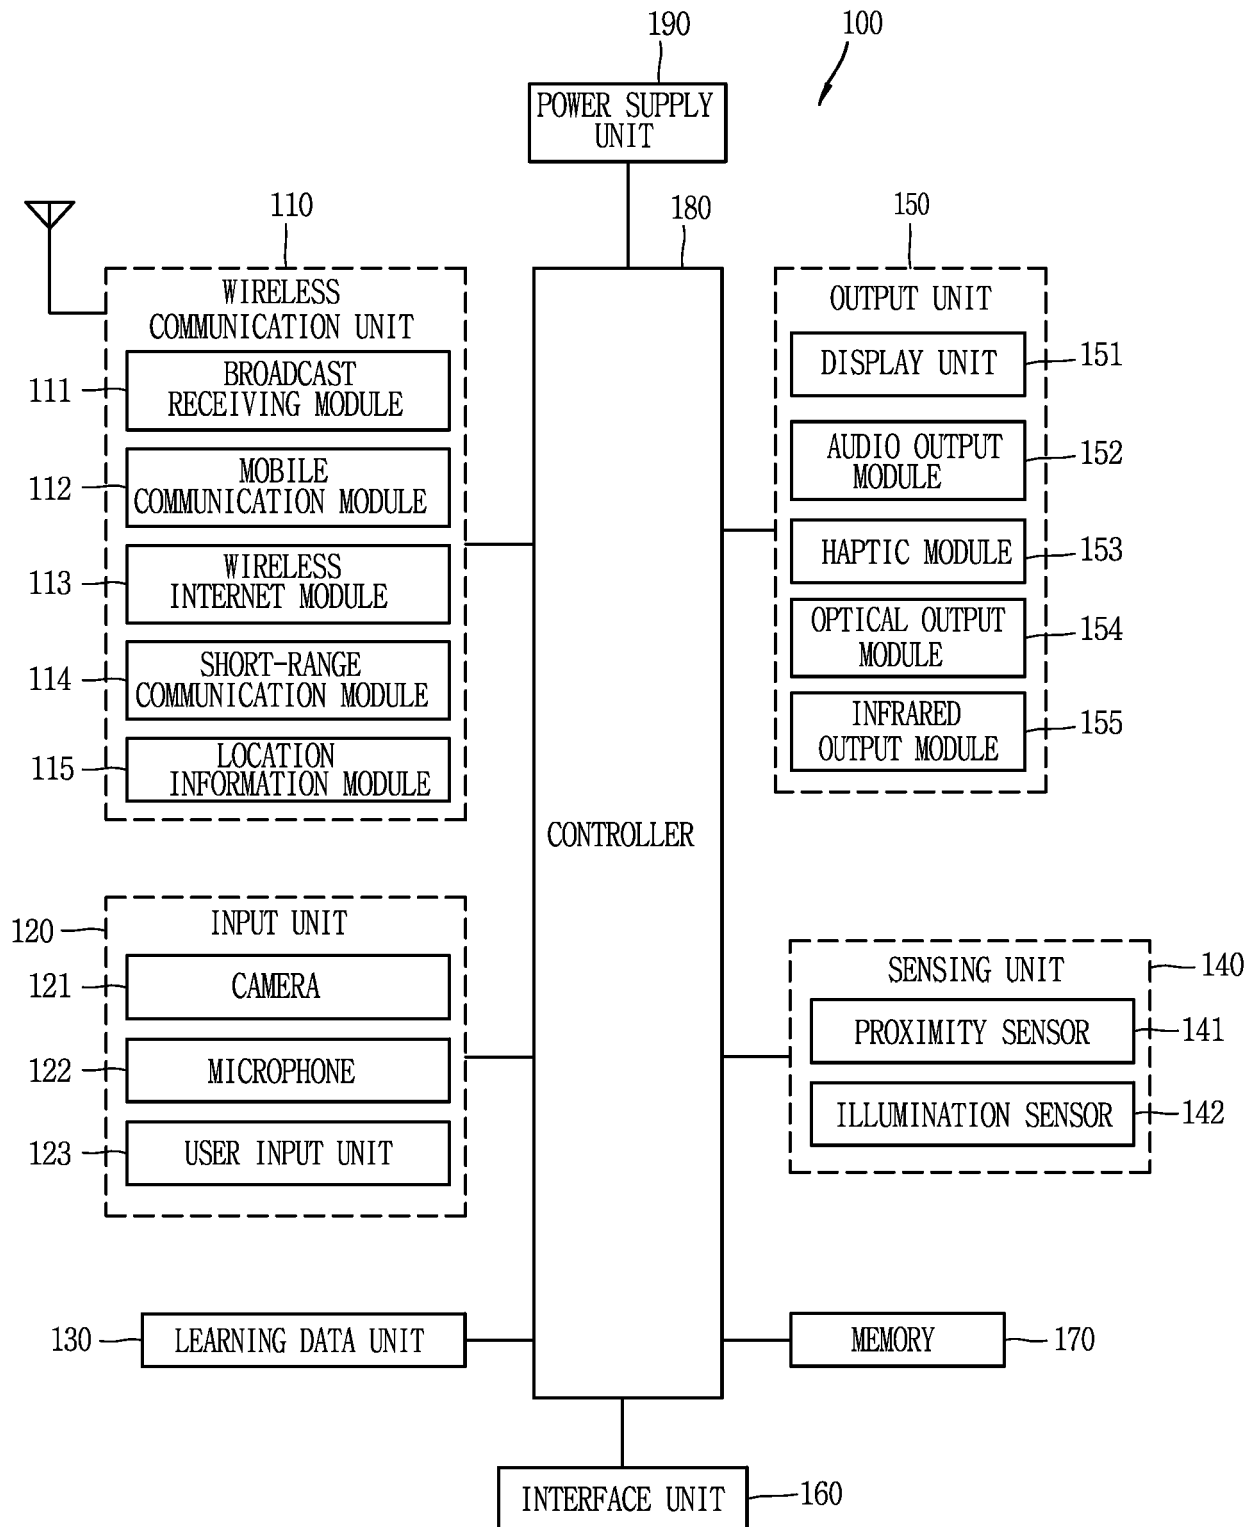 190
100
POWER SUPPLY
UNIT
110
180
150
WIRELESS
COMMUNICATION UNIT
111
BROADCAST
RECEIVING MODULE
112
MOBILE
COMMUNICATION MODULE
113
WIRELESS
INTERNET MODULE
114
SHORT-RANGE
COMMUNICATION MODULE
115
LOCATION
INFORMATION MODULE
OUTPUT UNIT
DISPLAY UNIT
151
AUDIO OUTPUT
MODULE
152
HAPTIC MODULE
153
OPTICAL OUTPUT
MODULE
154
INFRARED
OUTPUT MODULE
155
CONTROLLER
120
INPUT UNIT
121
CAMERA
122
MICROPHONE
123
USER INPUT UNIT
SENSING UNIT
140
PROXIMITY SENSOR
141
ILLUMINATION SENSOR
142
130
LEARNING DATA UNIT
MEMORY
170
INTERFACE UNIT
160